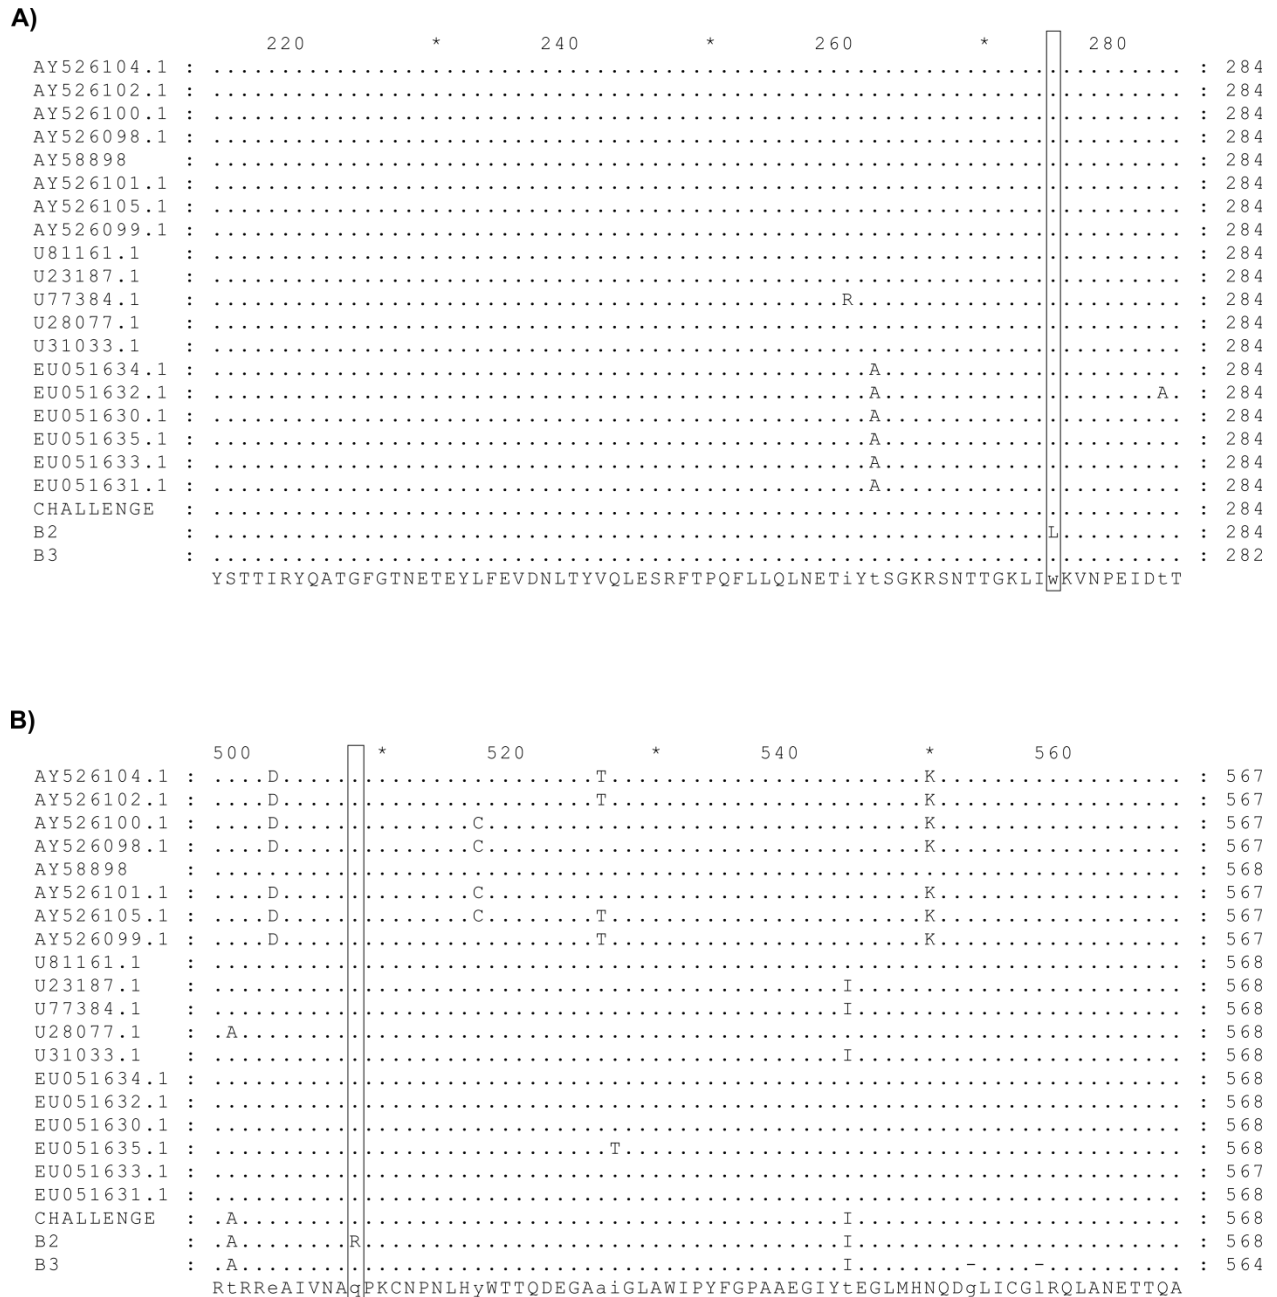 A)
220 * 240 * 260 * 280
AY526104.1 : ....................................................................... : 284
AY526102.1 : ....................................................................... : 284
AY526100.1 : ....................................................................... : 284
AY526098.1 : ....................................................................... : 284
AY58898 : ....................................................................... : 284
AY526101.1 : ....................................................................... : 284
AY526105.1 : ....................................................................... : 284
AY526099.1 : ....................................................................... : 284
U81161.1 : ....................................................................... : 284
U23187.1 : ....................................................................... : 284
U77384.1 : ..............................................R........................ : 284
U28077.1 : ....................................................................... : 284
U31033.1 : ....................................................................... : 284
EU051634.1 : ................................................A...................... : 284
EU051632.1 : ................................................A....................A. : 284
EU051630.1 : ................................................A...................... : 284
EU051635.1 : ................................................A...................... : 284
EU051633.1 : ................................................A...................... : 284
EU051631.1 : ................................................A...................... : 284
CHALLENGE : ....................................................................... : 284
B2 : .............................................................L......... : 284
B3 : ....................................................................... : 282
YSTTIRYQATGFGTNETEYLFEVDNLTYVQLESRFTPQFLLQLNETiYtSGKRSNTTGKLIwKVNPEIDtT
B)
500 * 520 * 540 * 560
AY526104.1 : ....D.......................T.......................K.................. : 567
AY526102.1 : ....D.......................T.......................K.................. : 567
AY526100.1 : ....D..............C................................K.................. : 567
AY526098.1 : ....D..............C................................K.................. : 567
AY58898 : ....................................................................... : 568
AY526101.1 : ....D..............C................................K.................. : 567
AY526105.1 : ....D..............C........T.......................K.................. : 567
AY526099.1 : ....D.......................T.......................K.................. : 567
U81161.1 : ....................................................................... : 568
U23187.1 : ..............................................I........................ : 568
U77384.1 : ..............................................I........................ : 568
U28077.1 : .A..................................................................... : 568
U31033.1 : ..............................................I........................ : 568
EU051634.1 : ....................................................................... : 568
EU051632.1 : ....................................................................... : 568
EU051630.1 : ....................................................................... : 568
EU051635.1 : .............................T......................................... : 568
EU051633.1 : ....................................................................... : 567
EU051631.1 : ....................................................................... : 568
CHALLENGE : .A............................................I........................ : 568
B2 : .A........R...................................I........................ : 568
B3 : .A............................................I........-....-.......... : 564
RtRReAIVNAqPKCNPNLHyWTTQDEGAaiGLAWIPYFGPAAEGIYtEGLMHNQDgLICGlRQLANETTQA